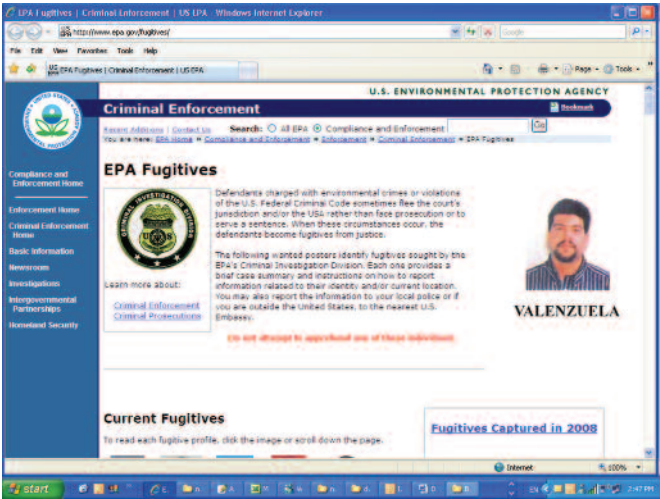 EPA Fugitives | Criminal Enforcement | US EPA - Windows Internet Explorer
http://www.epa.gov/fugitives/
Google
File Edit View Favorites Tools Help
EPA Fugitives | Criminal Enforcement | US EPA
Page Tools
U.S. ENVIRONMENTAL PROTECTION AGENCY
Criminal Enforcement
Bookmark
Recent Additions | Contact Us Search: All EPA Compliance and Enforcement Go
You are here: EPA Home » Compliance and Enforcement » Enforcement » Criminal Enforcement » EPA Fugitives
Compliance and
Enforcement Home
Enforcement Home
Criminal Enforcement
Home
Basic Information
Newsroom
Investigations
Intergovernmental
Partnerships
Homeland Security
EPA Fugitives
Learn more about:
Criminal Enforcement
Criminal Prosecutions
Defendants charged with environmental crimes or violations
of the U.S. Federal Criminal Code sometimes flee the court's
jurisdiction and/or the USA rather than face prosecution or to
serve a sentence. When these circumstances occur, the
defendants become fugitives from justice.
The following wanted posters identify fugitives sought by the
EPA's Criminal Investigation Division. Each one provides a
brief case summary and instructions on how to report
information related to their identity and/or current location.
You may also report the information to your local police or if
you are outside the United States, to the nearest U.S.
Embassy.
Do not attempt to apprehend any of these individuals.
VALENZUELA
Current Fugitives
To read each fugitive profile, click the image or scroll down the page.
Fugitives Captured in 2008
Internet 100%
start
EN
2:47 PM